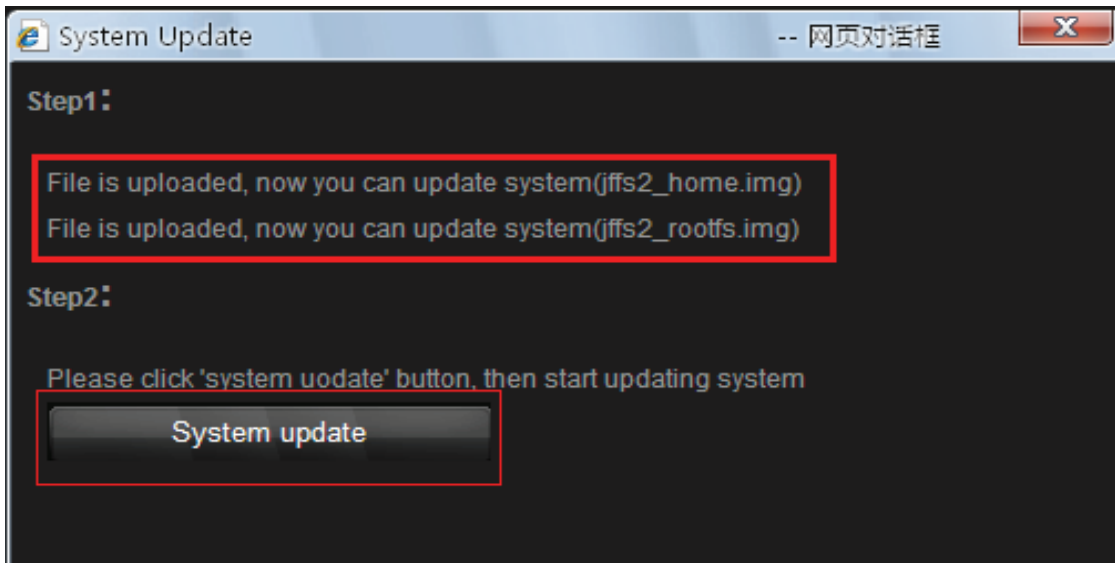 System Update -- 网页对话框
Step1:
File is uploaded, now you can update system(jffs2_home.img)
File is uploaded, now you can update system(jffs2_rootfs.img)
Step2:
Please click 'system uodate' button, then start updating system
System update